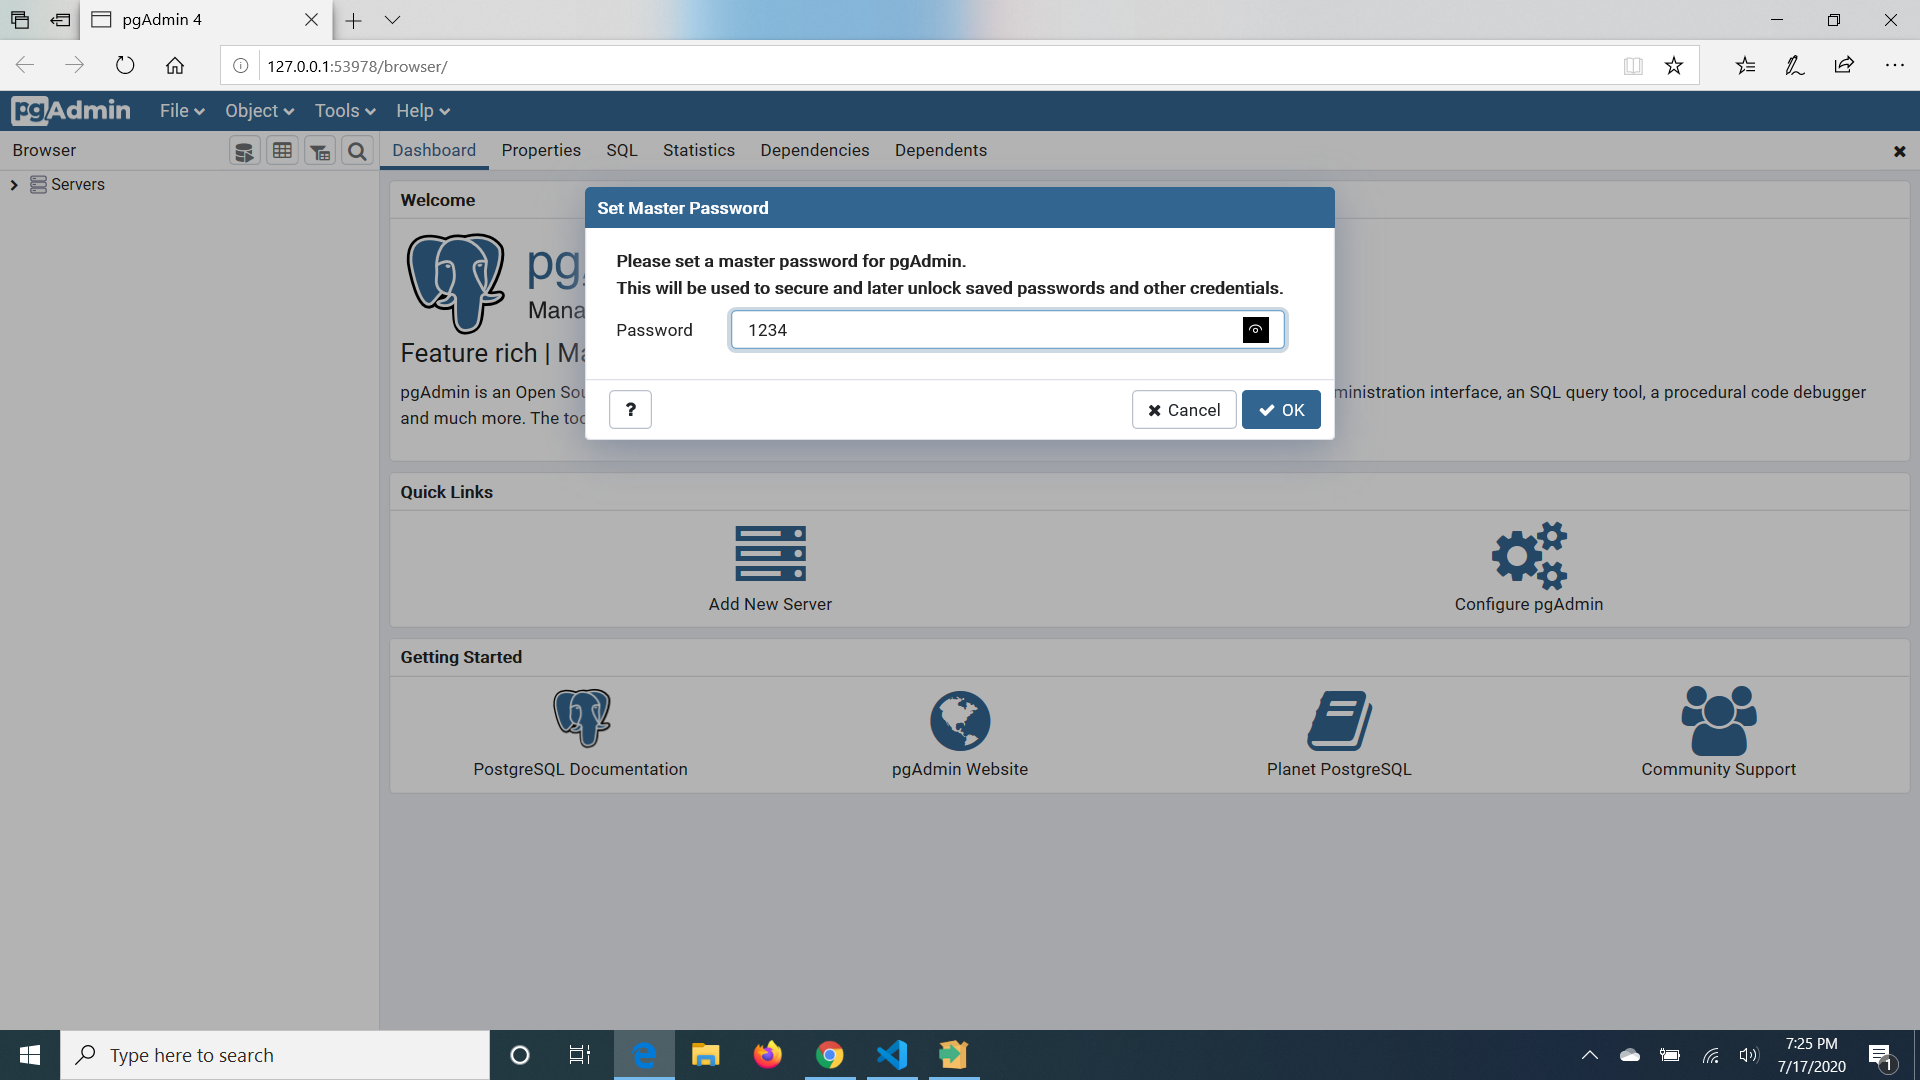 pgAdmin 4
127.0.0.1:53978/browser/
pgAdmin File Object Tools Help
Browser Dashboard Properties SQL Statistics Dependencies Dependents
Servers
Welcome
Set Master Password
Please set a master password for pgAdmin.
This will be used to secure and later unlock saved passwords and other credentials.
Password 1234
? Cancel OK
pg
Mana
Feature rich | Ma
pgAdmin is an Open Sou ministration interface, an SQL query tool, a procedural code debugger
and much more. The too
Quick Links
Add New Server Configure pgAdmin
Getting Started
PostgreSQL Documentation pgAdmin Website Planet PostgreSQL Community Support
Type here to search
7:25 PM
7/17/2020
1